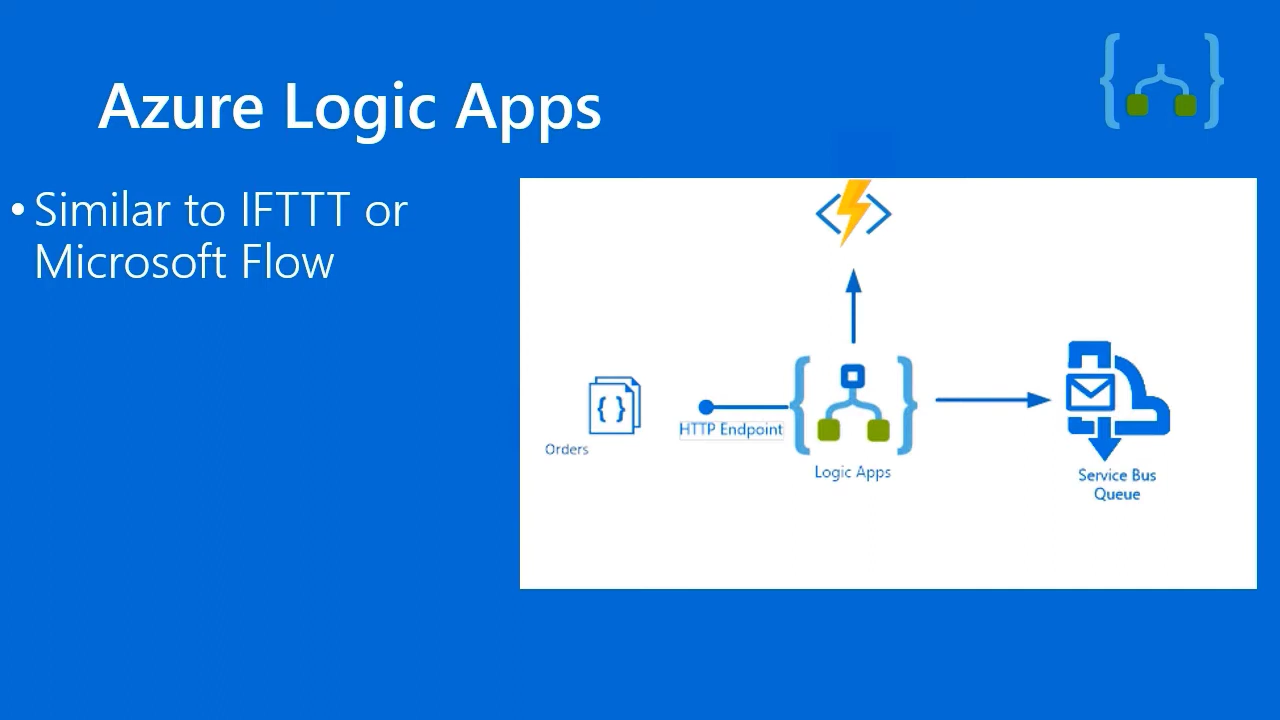 Azure Logic Apps
• Similar to IFTTT or
Microsoft Flow
Orders
HTTP Endpoint
Logic Apps
Service Bus
Queue